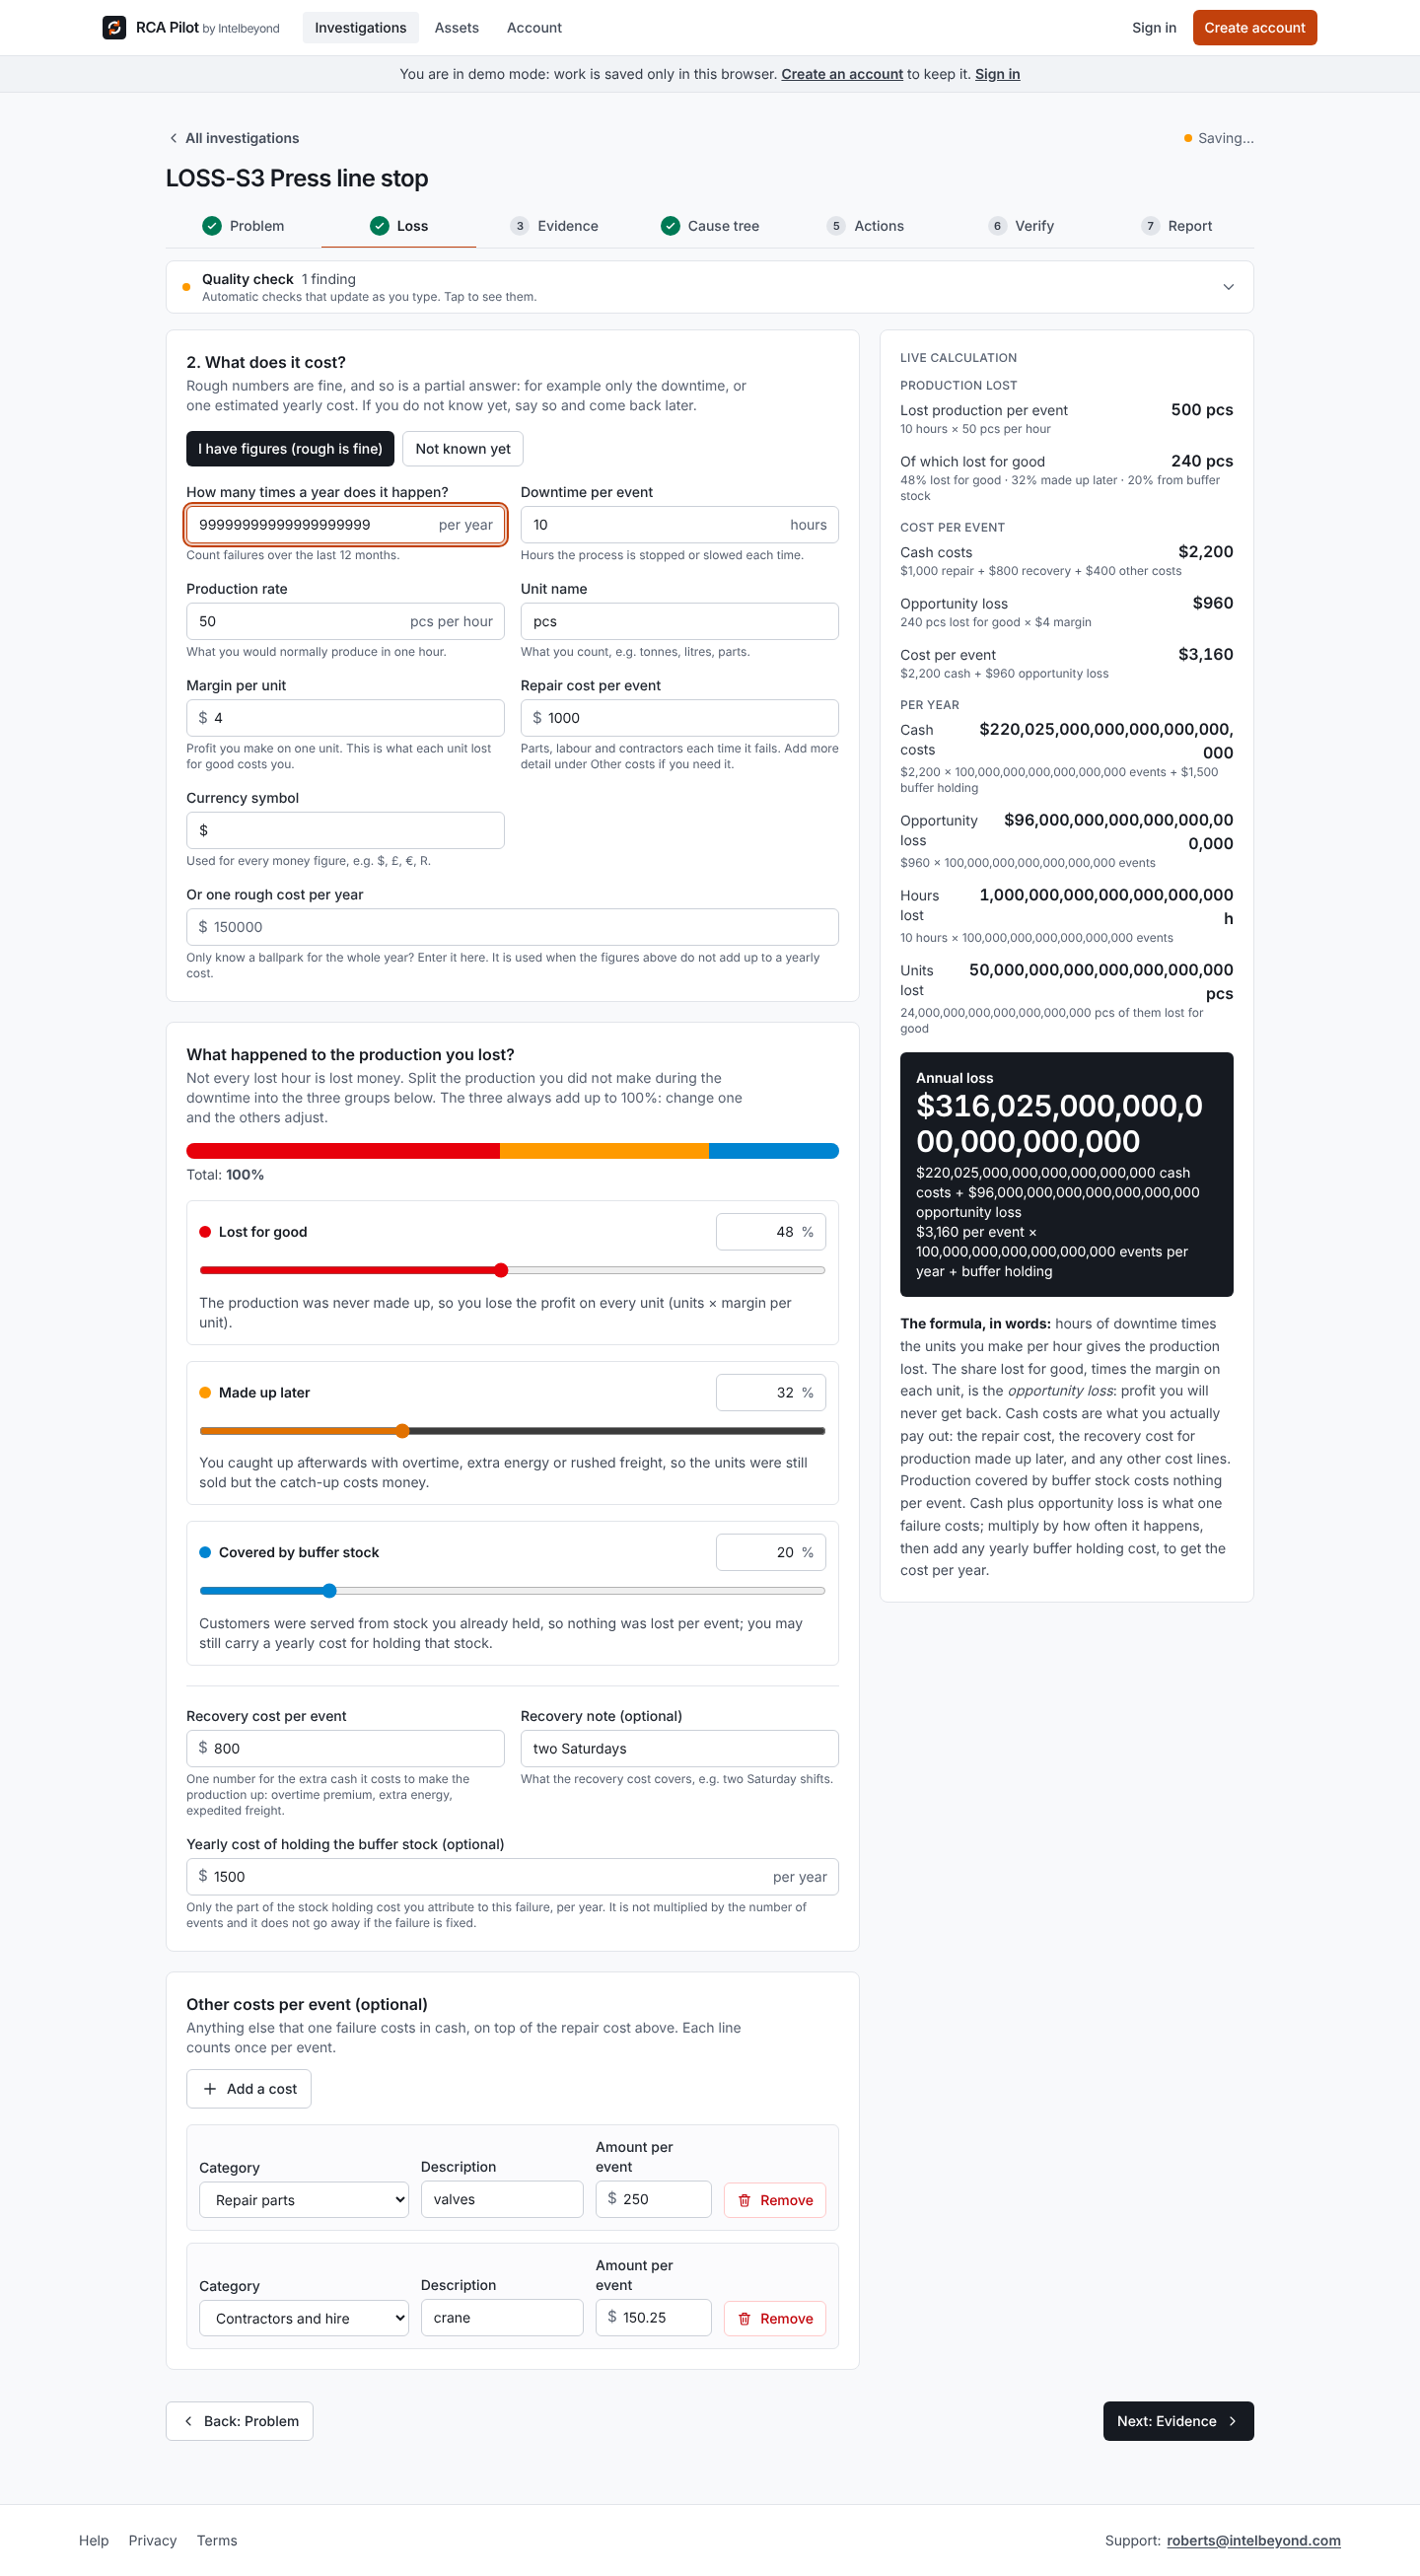 RCA Pilot by Intelbeyond
Investigations
Assets
Account
Sign in
Create account
You are in demo mode: work is saved only in this browser. Create an account to keep it. Sign in
All investigations
Saving...
LOSS-S3 Press line stop
Problem
Loss
3 Evidence
Cause tree
5 Actions
6 Verify
7 Report
Quality check 1 finding
Automatic checks that update as you type. Tap to see them.
2. What does it cost?
Rough numbers are fine, and so is a partial answer: for example only the downtime, or
one estimated yearly cost. If you do not know yet, say so and come back later.
I have figures (rough is fine)
Not known yet
How many times a year does it happen?
99999999999999999999 per year
Count failures over the last 12 months.
Downtime per event
10 hours
Hours the process is stopped or slowed each time.
Production rate
50 pcs per hour
What you would normally produce in one hour.
Unit name
pcs
What you count, e.g. tonnes, litres, parts.
Margin per unit
$ 4
Profit you make on one unit. This is what each unit lost
for good costs you.
Repair cost per event
$ 1000
Parts, labour and contractors each time it fails. Add more
detail under Other costs if you need it.
Currency symbol
$
Used for every money figure, e.g. $, £, €, R.
Or one rough cost per year
$ 150000
Only know a ballpark for the whole year? Enter it here. It is used when the figures above do not add up to a yearly
cost.
What happened to the production you lost?
Not every lost hour is lost money. Split the production you did not make during the
downtime into the three groups below. The three always add up to 100%: change one
and the others adjust.
Total: 100%
Lost for good
48 %
The production was never made up, so you lose the profit on every unit (units × margin per
unit).
Made up later
32 %
You caught up afterwards with overtime, extra energy or rushed freight, so the units were still
sold but the catch-up costs money.
Covered by buffer stock
20 %
Customers were served from stock you already held, so nothing was lost per event; you may
still carry a yearly cost for holding that stock.
Recovery cost per event
$ 800
One number for the extra cash it costs to make the
production up: overtime premium, extra energy,
expedited freight.
Recovery note (optional)
two Saturdays
What the recovery cost covers, e.g. two Saturday shifts.
Yearly cost of holding the buffer stock (optional)
$ 1500 per year
Only the part of the stock holding cost you attribute to this failure, per year. It is not multiplied by the number of
events and it does not go away if the failure is fixed.
Other costs per event (optional)
Anything else that one failure costs in cash, on top of the repair cost above. Each line
counts once per event.
Add a cost
Category
Repair parts
Description
valves
Amount per
event
$ 250
Remove
Category
Contractors and hire
Description
crane
Amount per
event
$ 150.25
Remove
LIVE CALCULATION
PRODUCTION LOST
Lost production per event 500 pcs
10 hours × 50 pcs per hour
Of which lost for good 240 pcs
48% lost for good · 32% made up later · 20% from buffer
stock
COST PER EVENT
Cash costs $2,200
$1,000 repair + $800 recovery + $400 other costs
Opportunity loss $960
240 pcs lost for good × $4 margin
Cost per event $3,160
$2,200 cash + $960 opportunity loss
PER YEAR
Cash $220,025,000,000,000,000,000,
costs 000
$2,200 × 100,000,000,000,000,000,000 events + $1,500
buffer holding
Opportunity $96,000,000,000,000,000,00
loss 0,000
$960 × 100,000,000,000,000,000,000 events
Hours 1,000,000,000,000,000,000,000
lost h
10 hours × 100,000,000,000,000,000,000 events
Units 50,000,000,000,000,000,000,000
lost pcs
24,000,000,000,000,000,000,000 pcs of them lost for
good
Annual loss
$316,025,000,000,0
00,000,000,000
$220,025,000,000,000,000,000,000 cash
costs + $96,000,000,000,000,000,000,000
opportunity loss
$3,160 per event ×
100,000,000,000,000,000,000 events per
year + buffer holding
The formula, in words: hours of downtime times
the units you make per hour gives the production
lost. The share lost for good, times the margin on
each unit, is the opportunity loss: profit you will
never get back. Cash costs are what you actually
pay out: the repair cost, the recovery cost for
production made up later, and any other cost lines.
Production covered by buffer stock costs nothing
per event. Cash plus opportunity loss is what one
failure costs; multiply by how often it happens,
then add any yearly buffer holding cost, to get the
cost per year.
Back: Problem
Next: Evidence
Help
Privacy
Terms
Support: roberts@intelbeyond.com